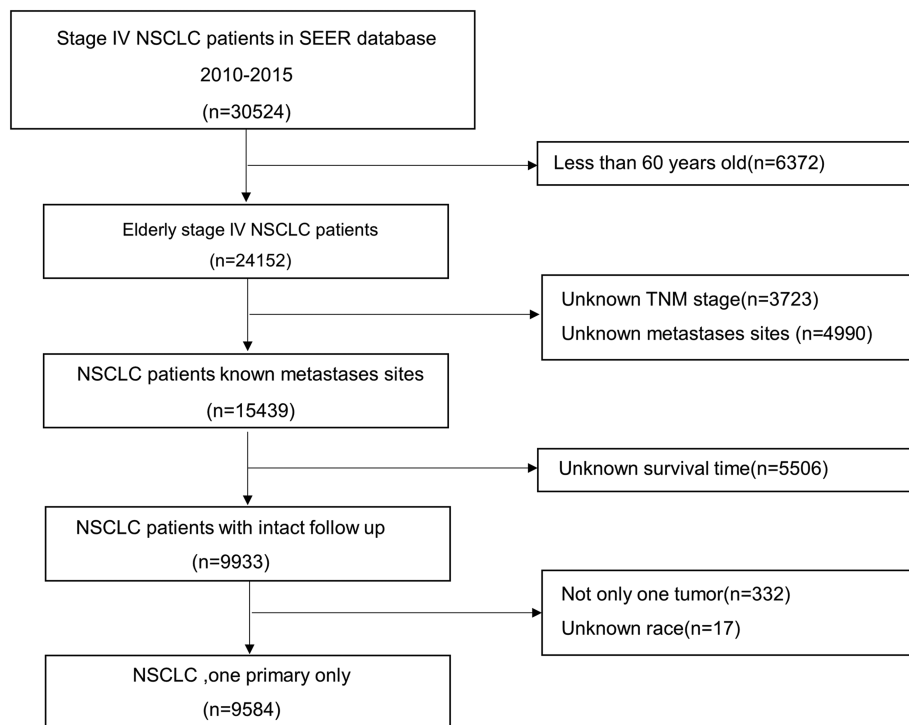 Stage IV NSCLC patients in SEER database
2010-2015
(n=30524)
Less than 60 years old(n=6372)
Elderly stage IV NSCLC patients
(n=24152)
Unknown TNM stage(n=3723)
Unknown metastases sites (n=4990)
NSCLC patients known metastases sites
(n=15439)
Unknown survival time(n=5506)
NSCLC patients with intact follow up
(n=9933)
Not only one tumor(n=332)
Unknown race(n=17)
NSCLC ,one primary only
(n=9584)